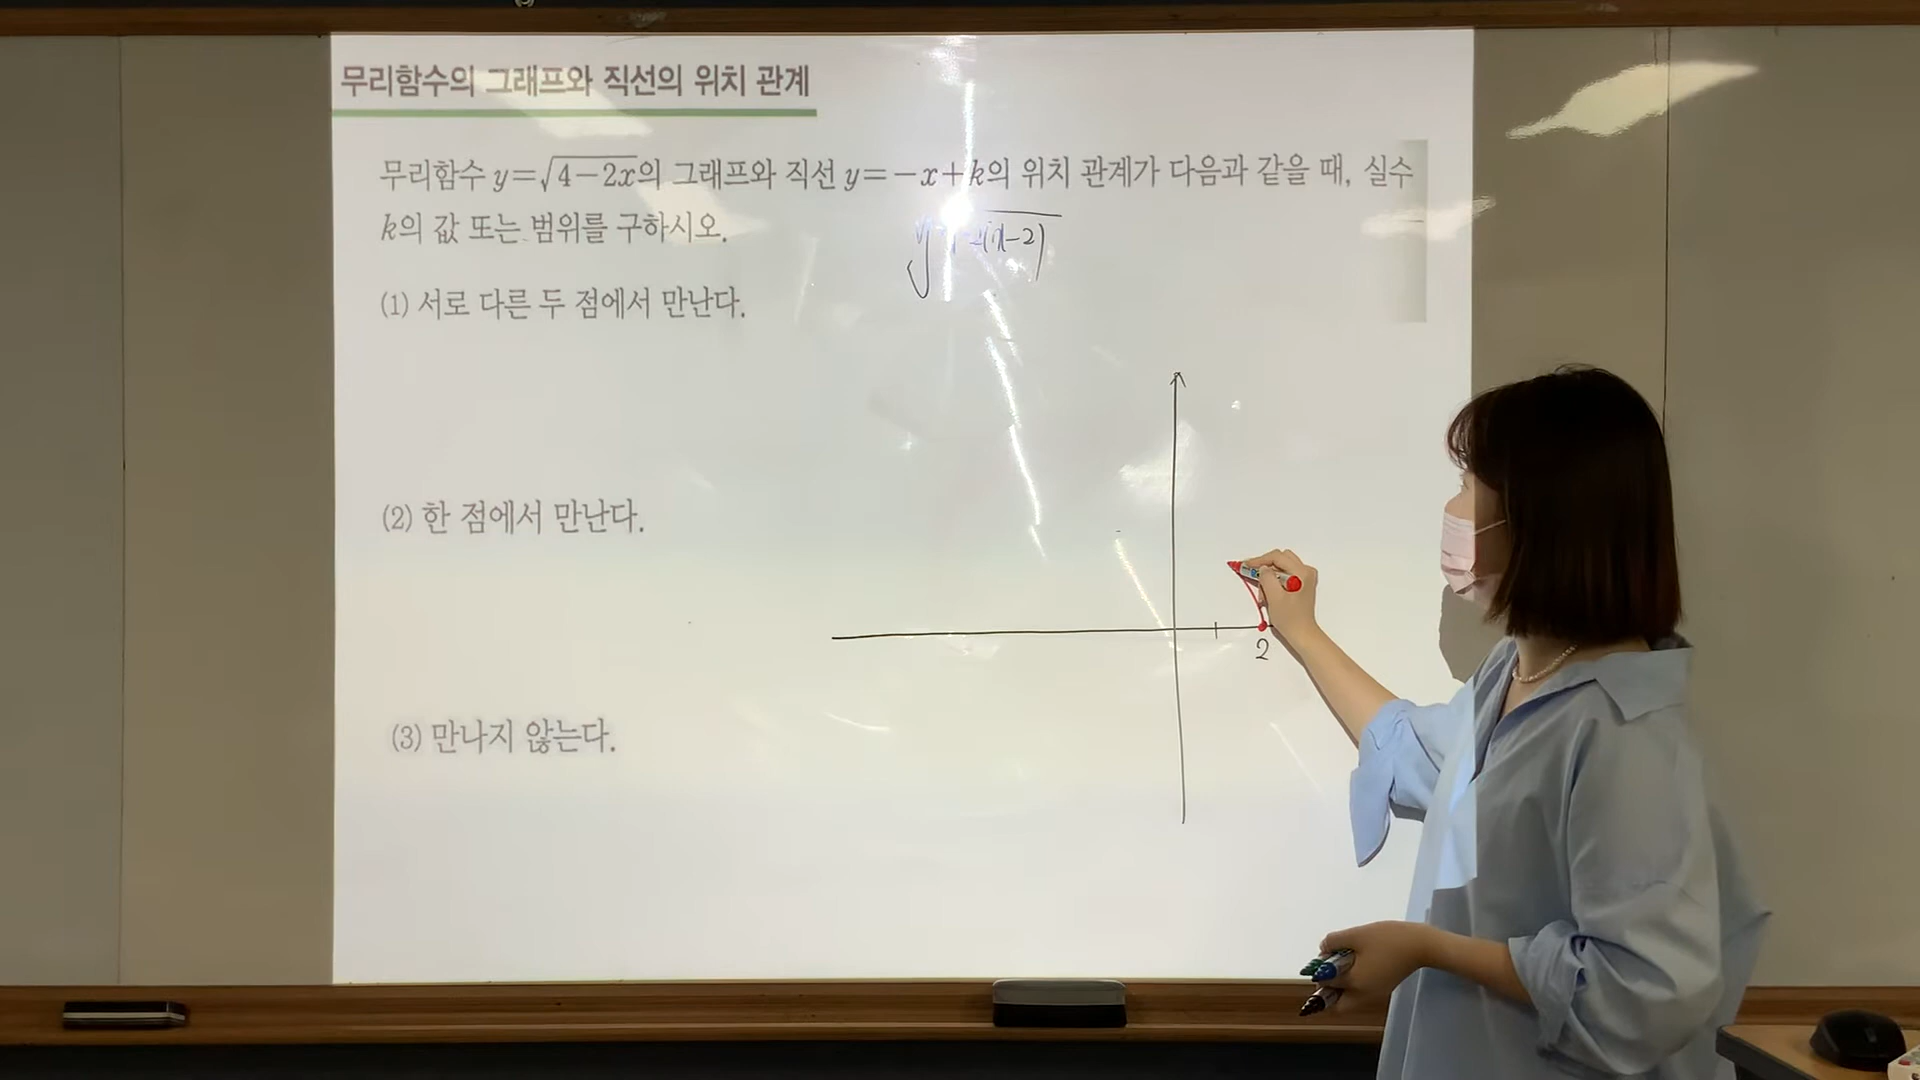 무리함수의 그래프와 직선의 위치 관계
무리함수 y=√4-2x의 그래프와 직선 y=-x+k의 위치 관계가 다음과 같을 때, 실수
k의 값 또는 범위를 구하시오.
(x-2)
(1) 서로 다른 두 점에서 만난다.
(2) 한 점에서 만난다.
2
(3) 만나지 않는다.